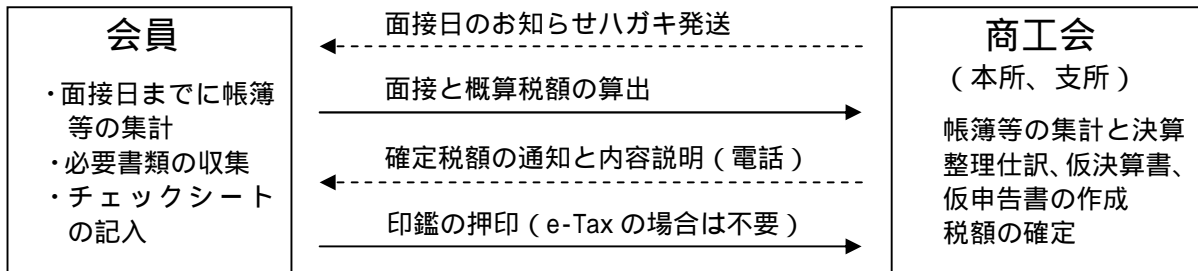 会員
・面接日までに帳簿
等の集計
・必要書類の収集
・チェックシート
の記入
面接日のお知らせハガキ発送
面接と概算税額の算出
確定税額の通知と内容説明（電話）
印鑑の押印（e-Taxの場合は不要）
商工会
（本所、支所）
帳簿等の集計と決算
整理仕訳、仮決算書、
仮申告書の作成
税額の確定